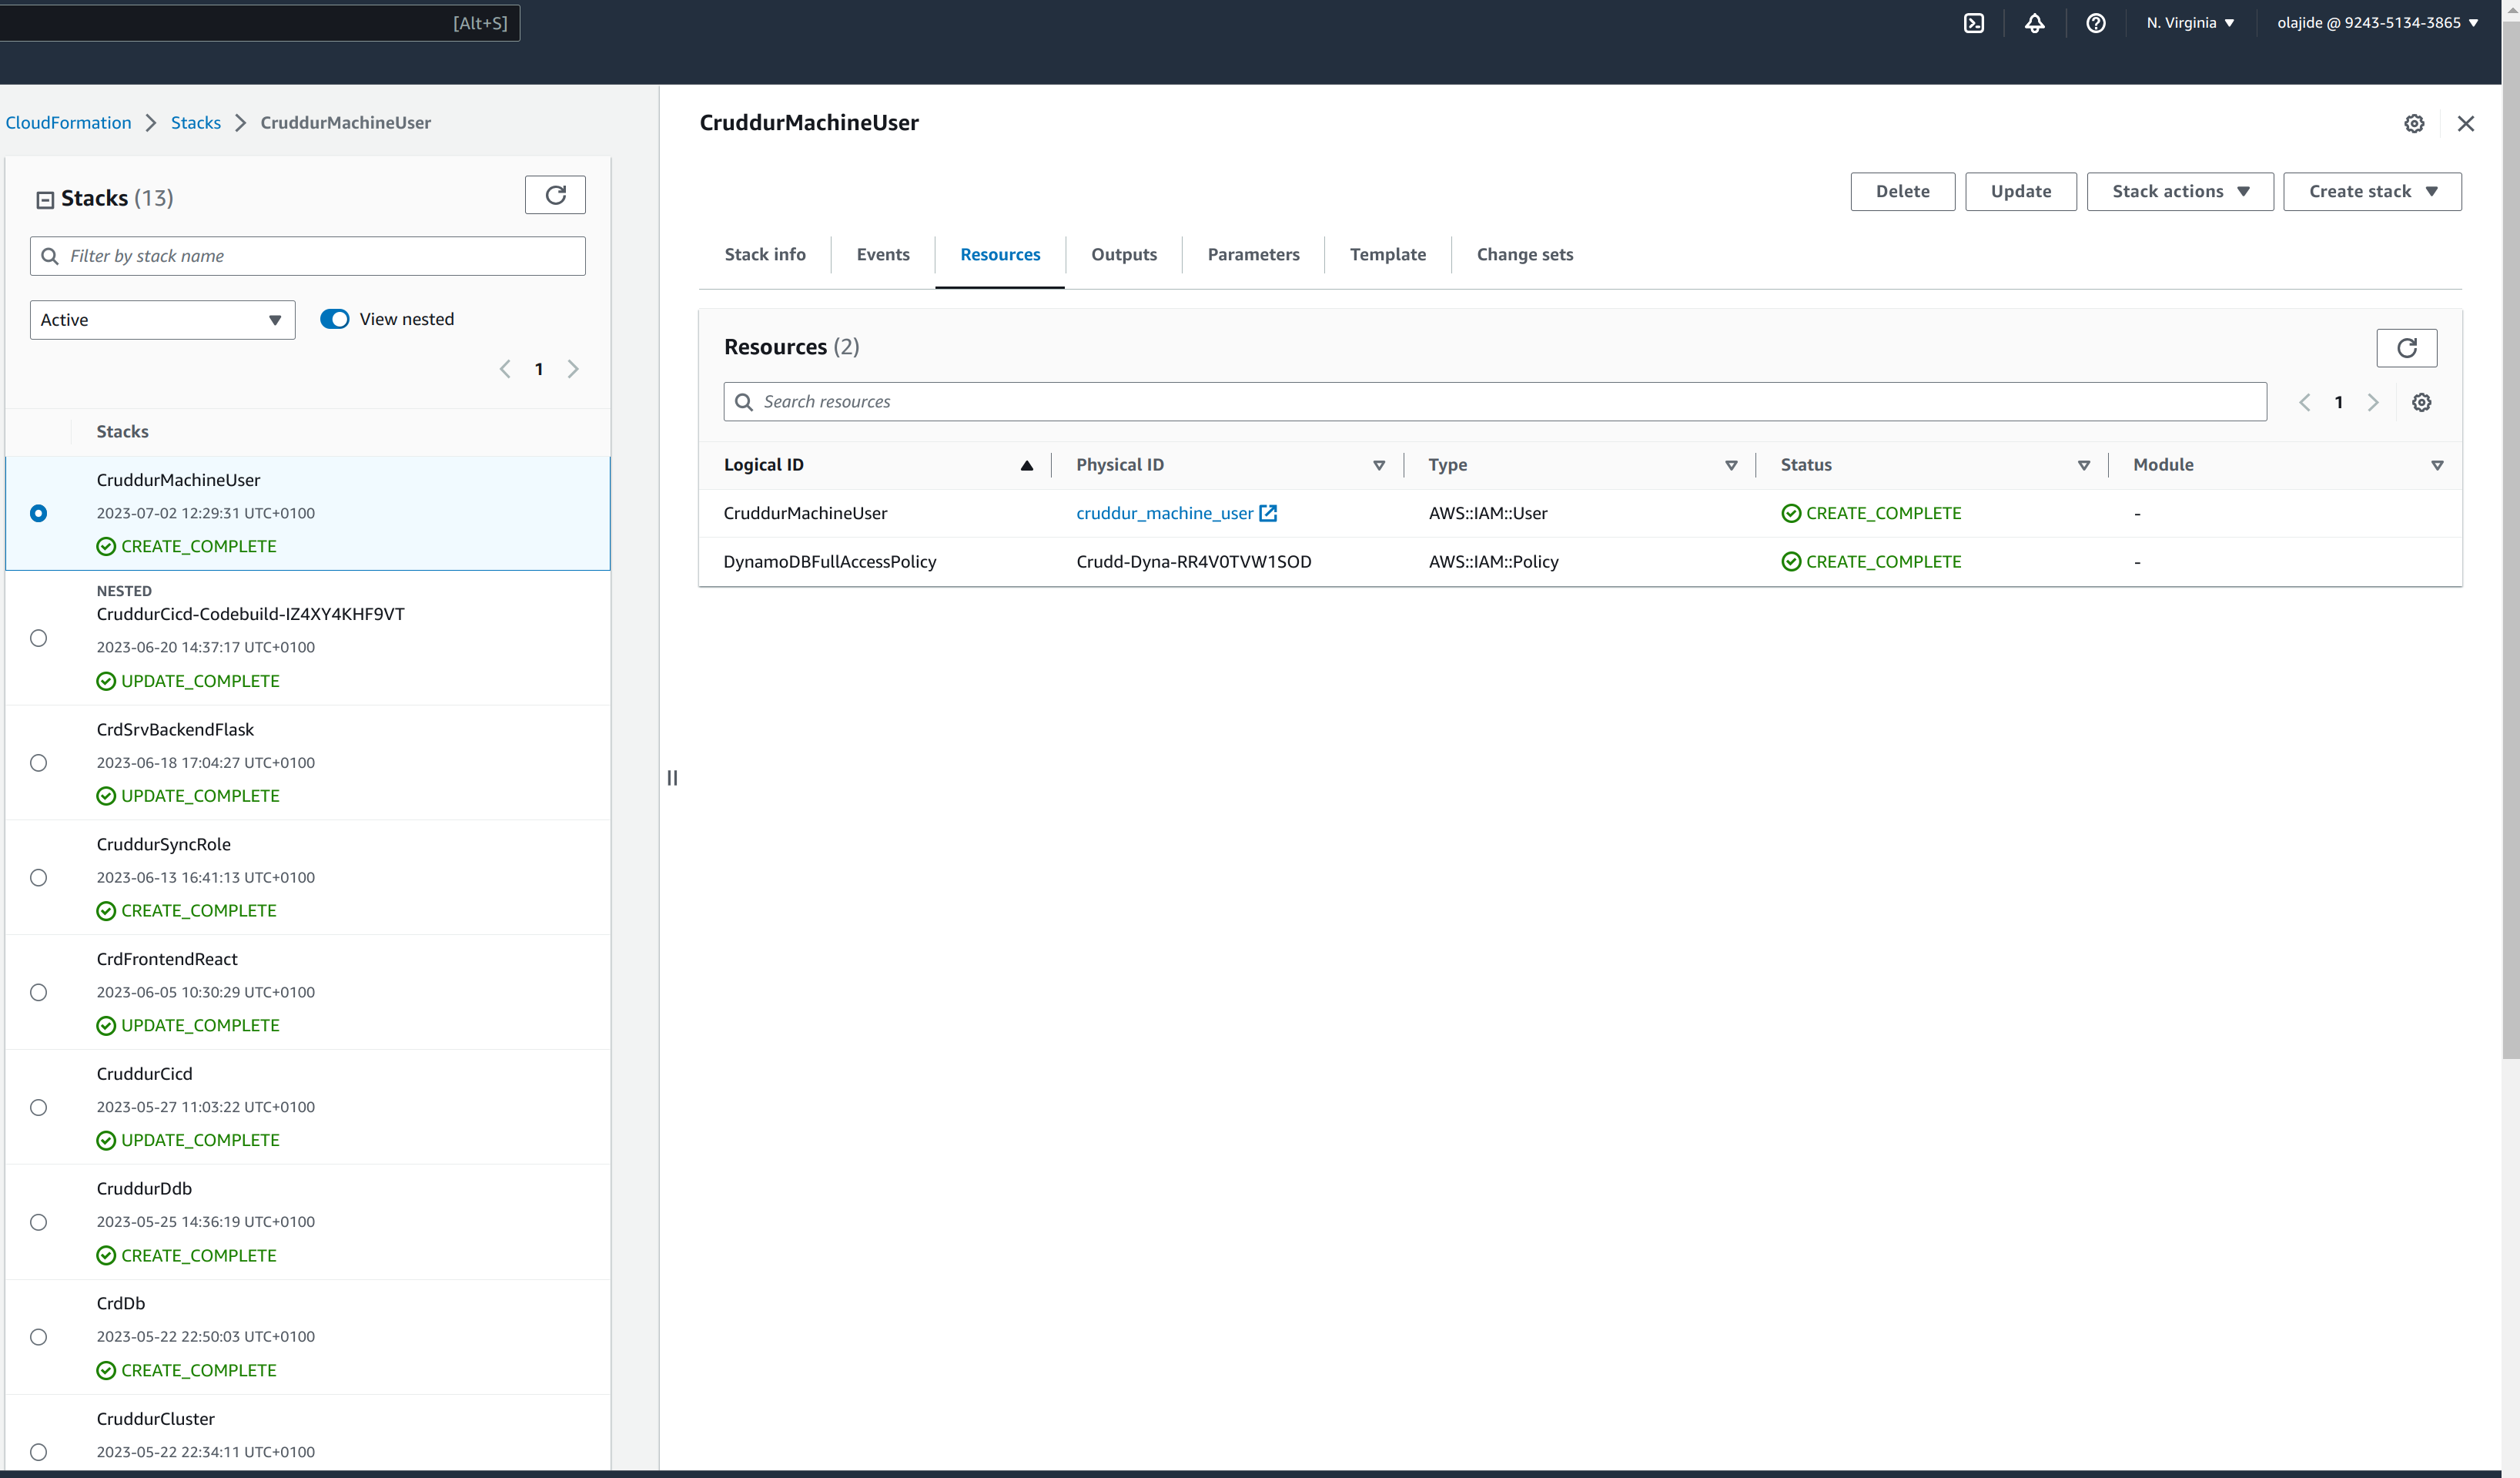 [Alt+S]
N. Virginia
olajide @ 9243-5134-3865
CloudFormation
Stacks
CruddurMachineUser
Stacks (13)
Filter by stack name
Active
View nested
1
Stacks
CruddurMachineUser
2023-07-02 12:29:31 UTC+0100
CREATE_COMPLETE
NESTED
CruddurCicd-Codebuild-IZ4XY4KHF9VT
2023-06-20 14:37:17 UTC+0100
UPDATE_COMPLETE
CrdSrvBackendFlask
2023-06-18 17:04:27 UTC+0100
UPDATE_COMPLETE
CruddurSyncRole
2023-06-13 16:41:13 UTC+0100
CREATE_COMPLETE
CrdFrontendReact
2023-06-05 10:30:29 UTC+0100
UPDATE_COMPLETE
CruddurCicd
2023-05-27 11:03:22 UTC+0100
UPDATE_COMPLETE
CruddurDdb
2023-05-25 14:36:19 UTC+0100
CREATE_COMPLETE
CrdDb
2023-05-22 22:50:03 UTC+0100
CREATE_COMPLETE
CruddurCluster
2023-05-22 22:34:11 UTC+0100
CruddurMachineUser
Delete
Update
Stack actions
Create stack
Stack info
Events
Resources
Outputs
Parameters
Template
Change sets
Resources (2)
Search resources
1
Logical ID
Physical ID
Type
Status
Module
CruddurMachineUser
cruddur_machine_user
AWS::IAM::User
CREATE_COMPLETE
-
DynamoDBFullAccessPolicy
Crudd-Dyna-RR4V0TVW1SOD
AWS::IAM::Policy
CREATE_COMPLETE
-